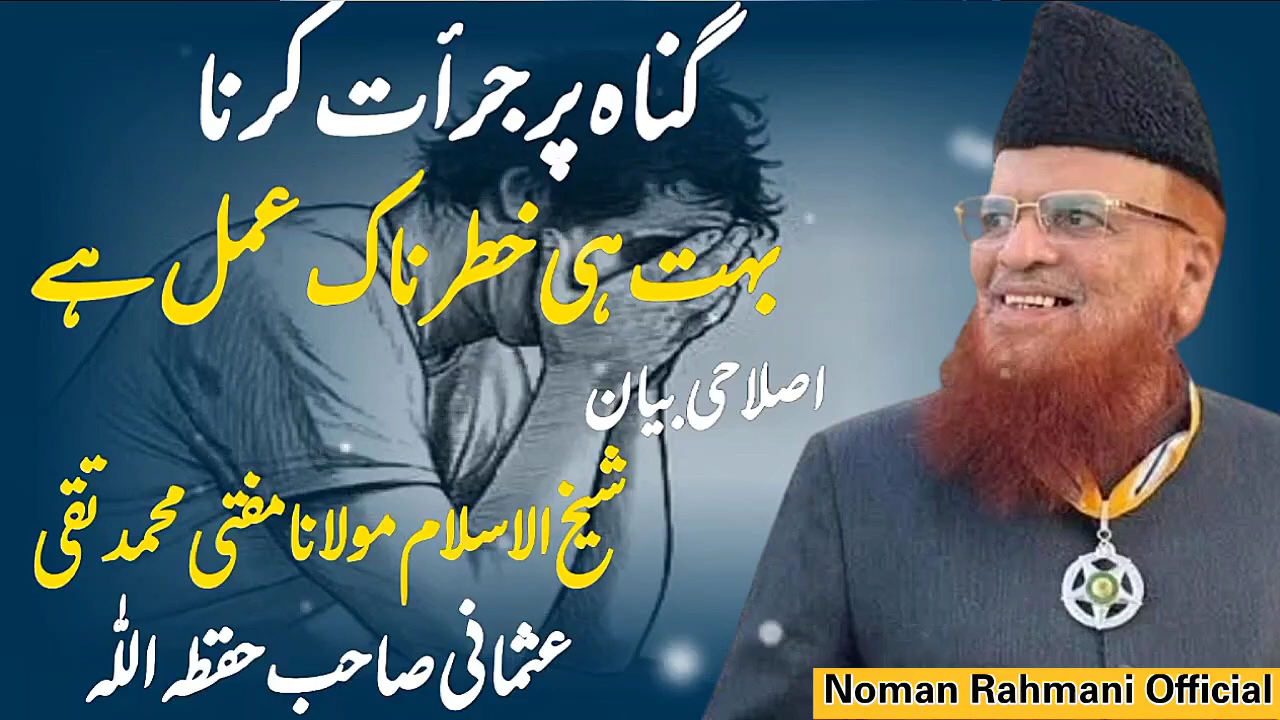 گناہ پر جرأت کرنا
بہت ہی خطرناک عمل ہے
اصلاحی بیان
شیخ الاسلام مولانا مفتی محمد تقی
عثمانی صاحب حفظہ اللہ
Noman Rahmani Official